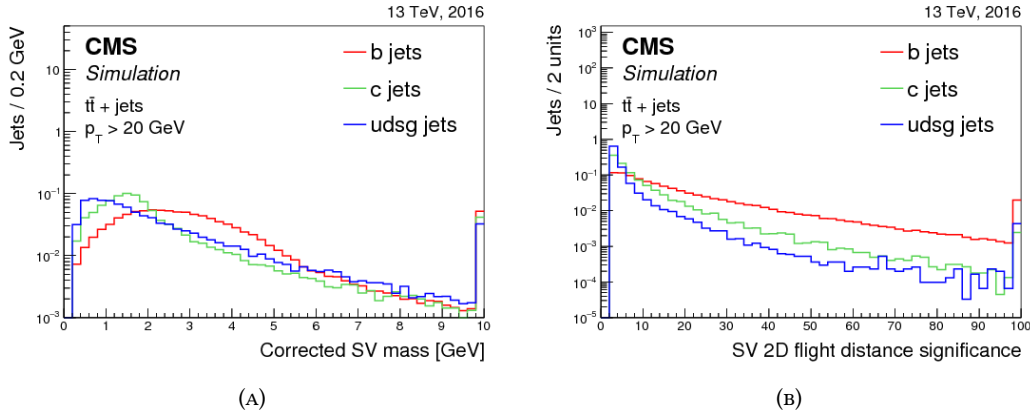 13 TeV, 2016
Jets / 0.2 GeV
CMS
Simulation
tt̄ + jets
p_T > 20 GeV
b jets
c jets
udsg jets
10
1
10⁻¹
10⁻²
10⁻³
0 1 2 3 4 5 6 7 8 9 10
Corrected SV mass [GeV]
(A)
13 TeV, 2016
Jets / 2 units
CMS
Simulation
tt̄ + jets
p_T > 20 GeV
b jets
c jets
udsg jets
10³
10²
10
1
10⁻¹
10⁻²
10⁻³
10⁻⁴
10⁻⁵
0 10 20 30 40 50 60 70 80 90 100
SV 2D flight distance significance
(B)